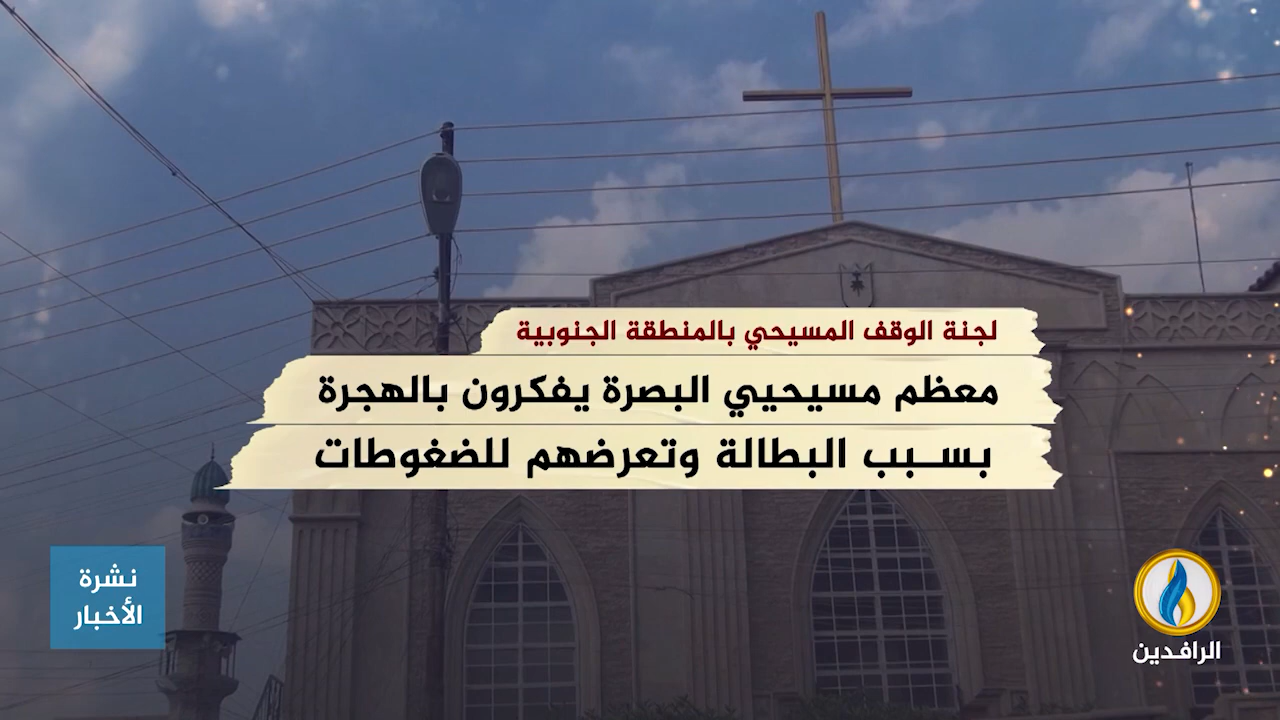 لجنة الوقف المسيحي بالمنطقة الجنوبية
معظم مسيحيي البصرة يفكرون بالهجرة
بسـبب البطالة وتعرضهم للضغوطات
نشرة
الأخبار
الرافدين